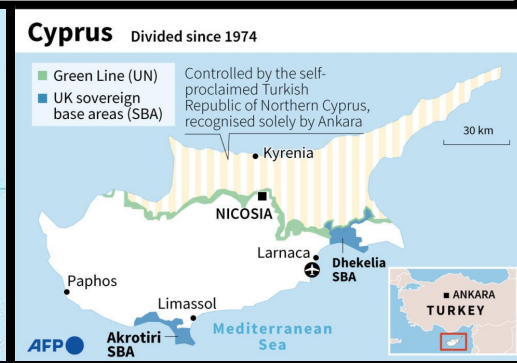 Cyprus Divided since 1974
Green Line (UN)
UK sovereign
base areas (SBA)
Controlled by the self-
proclaimed Turkish
Republic of Northern Cyprus,
recognised solely by Ankara
30 km
Kyrenia
NICOSIA
Larnaca
Dhekelia
SBA
Paphos
Limassol
Akrotiri
SBA
Mediterranean
Sea
ANKARA
TURKEY
AFP